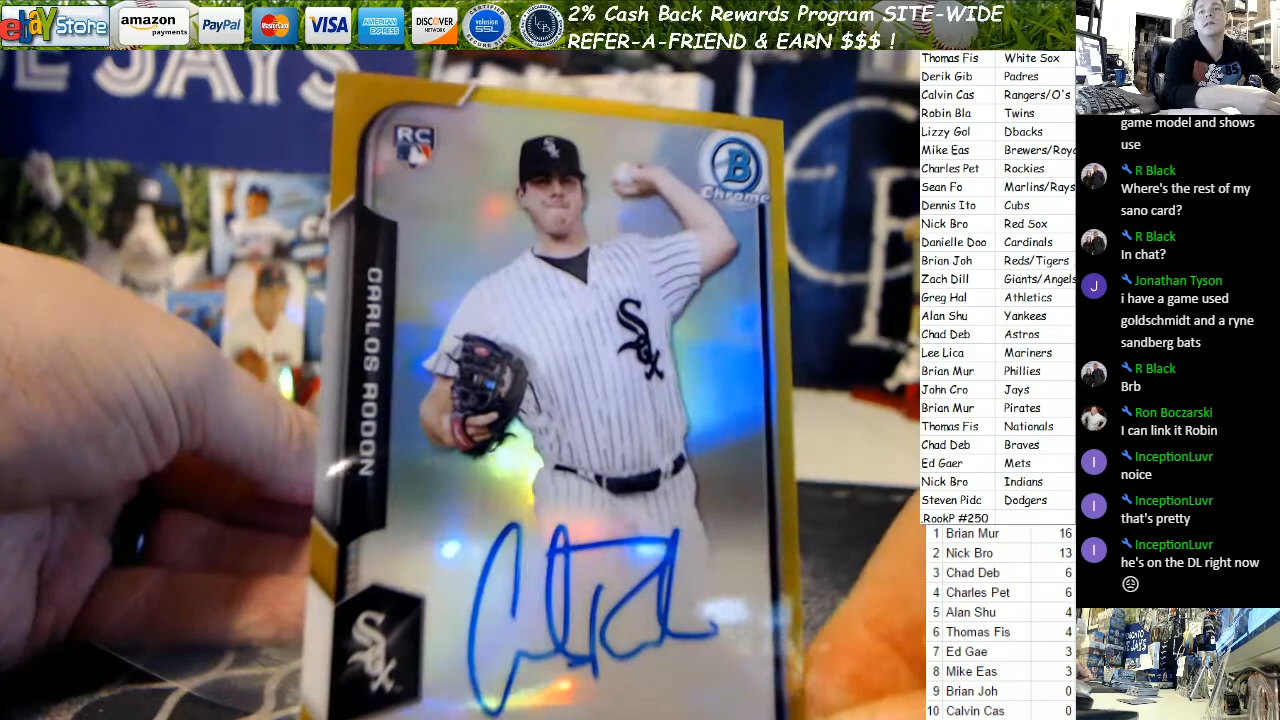 ebay Store
amazon payments
PayPal
MasterCard
VISA
AMERICAN EXPRESS
DISCOVER NETWORK
CERTIFIED
volusion
SSL
2% Cash Back Rewards Program SITE-WIDE
REFER-A-FRIEND & EARN $$$ !
E JAYS
RC
B
Chrome
CARLOS RODON
Sox
Sox
Thomas Fis White Sox
Derik Gib Padres
Calvin Cas Rangers/O's
Robin Bla Twins
Lizzy Gol Dbacks
Mike Eas Brewers/Roya
Charles Pet Rockies
Sean Fo Marlins/Rays
Dennis Ito Cubs
Nick Bro Red Sox
Danielle Doo Cardinals
Brian Joh Reds/Tigers
Zach Dill Giants/Angels
Greg Hal Athletics
Alan Shu Yankees
Chad Deb Astros
Lee Lica Mariners
Brian Mur Phillies
John Cro Jays
Brian Mur Pirates
Thomas Fis Nationals
Chad Deb Braves
Ed Gaer Mets
Nick Bro Indians
Steven Pidc Dodgers
.RookP #250
1 Brian Mur 16
2 Nick Bro 13
3 Chad Deb 6
4 Charles Pet 6
5 Alan Shu 4
6 Thomas Fis 4
7 Ed Gae 3
8 Mike Eas 3
9 Brian Joh 0
10 Calvin Cas 0
game model and shows
use
R Black
Where's the rest of my
sano card?
R Black
In chat?
J Jonathan Tyson
i have a game used
goldschmidt and a ryne
sandberg bats
R Black
Brb
Ron Boczarski
I can link it Robin
I InceptionLuvr
noice
I InceptionLuvr
that's pretty
I InceptionLuvr
he's on the DL right now